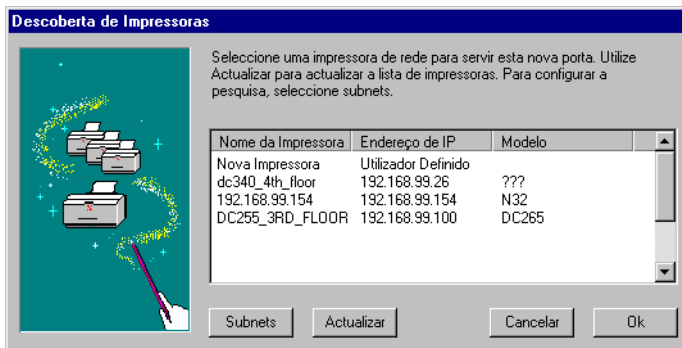 Descoberta de Impressoras
Seleccione uma impressora de rede para servir esta nova porta. Utilize
Actualizar para actualizar a lista de impressoras. Para configurar a
pesquisa, seleccione subnets.
Nome da Impressora Endereço de IP Modelo
Nova Impressora Utilizador Definido
dc340_4th_floor 192.168.99.26 ???
192.168.99.154 192.168.99.154 N32
DC255_3RD_FLOOR 192.168.99.100 DC265
Subnets Actualizar Cancelar Ok